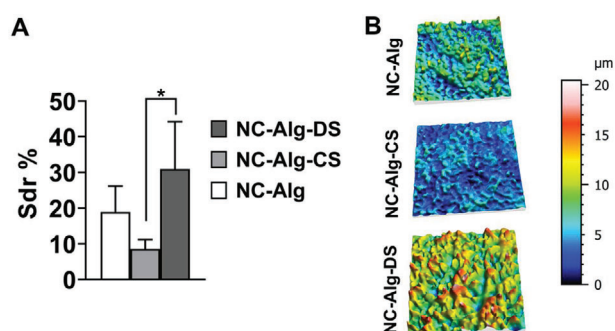 A
Sdr %
50
40
30
20
10
0
*
NC-Alg-DS
NC-Alg-CS
NC-Alg
B
NC-Alg
NC-Alg-CS
NC-Alg-DS
µm
20
15
10
5
0